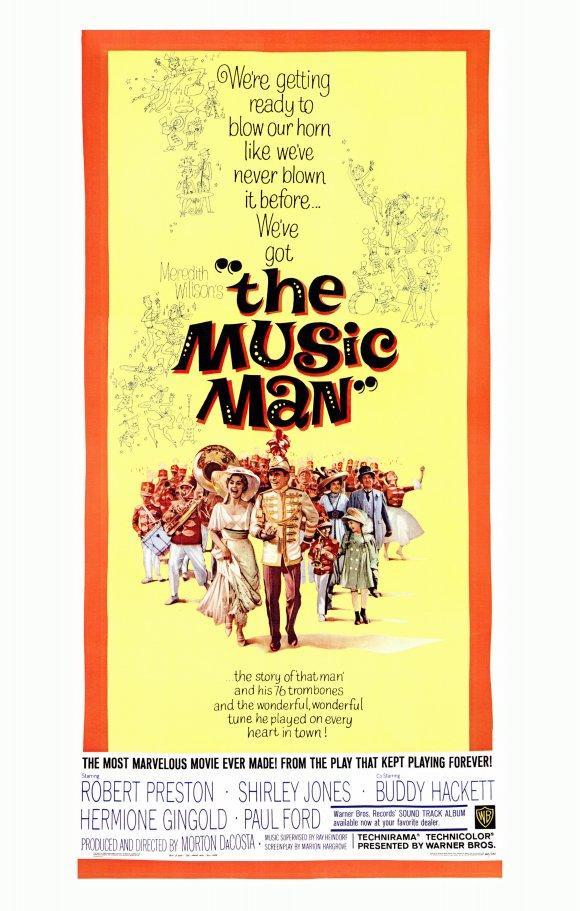 We're getting
ready to
blow our horn
like we've
never blown
it before...
We've
got
Meredith
Willson's
"the
MUSIC
MAN"
...the story of that man
and his 76 trombones
and the wonderful, wonderful
tune he played on every
heart in town!
THE MOST MARVELOUS MOVIE EVER MADE! FROM THE PLAY THAT KEPT PLAYING FOREVER!
Starring
Co-Starring
ROBERT PRESTON · SHIRLEY JONES · BUDDY HACKETT
HERMIONE GINGOLD · PAUL FORD
Warner Bros. Records' SOUND TRACK ALBUM
available now at your favorite dealer.
WB
PRODUCED AND DIRECTED BY MORTON DaCOSTA ·
MUSIC SUPERVISED BY RAY HEINDORF
SCREENPLAY BY MARION HARGROVE
TECHNIRAMA® TECHNICOLOR®
PRESENTED BY WARNER BROS.